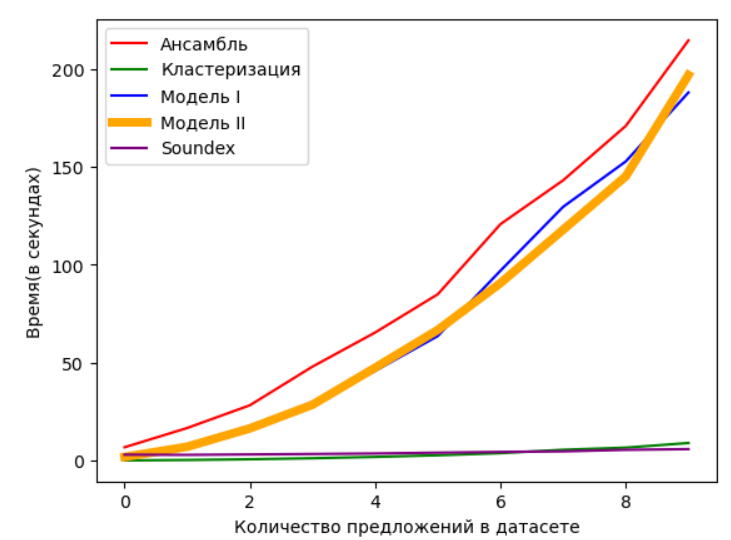 Ансамбль
Кластеризация
Модель I
Модель II
Soundex
200
150
100
50
0
Время(в секундах)
0 2 4 6 8
Количество предложений в датасете